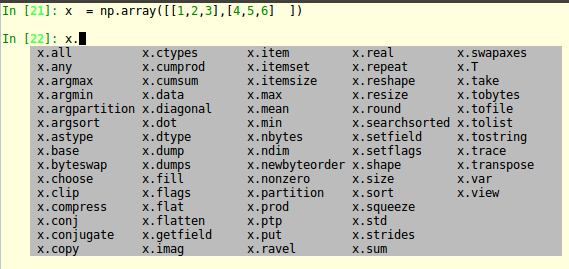 In [21]: x  = np.array([[1,2,3],[4,5,6]  ])
In [22]: x.
x.all x.ctypes x.item x.real x.swapaxes
x.any x.cumprod x.itemset x.repeat x.T
x.argmax x.cumsum x.itemsize x.reshape x.take
x.argmin x.data x.max x.resize x.tobytes
x.argpartition x.diagonal x.mean x.round x.tofile
x.argsort x.dot x.min x.searchsorted x.tolist
x.astype x.dtype x.nbytes x.setfield x.tostring
x.base x.dump x.ndim x.setflags x.trace
x.byteswap x.dumps x.newbyteorder x.shape x.transpose
x.choose x.fill x.nonzero x.size x.var
x.clip x.flags x.partition x.sort x.view
x.compress x.flat x.prod x.squeeze
x.conj x.flatten x.ptp x.std
x.conjugate x.getfield x.put x.strides
x.copy x.imag x.ravel x.sum